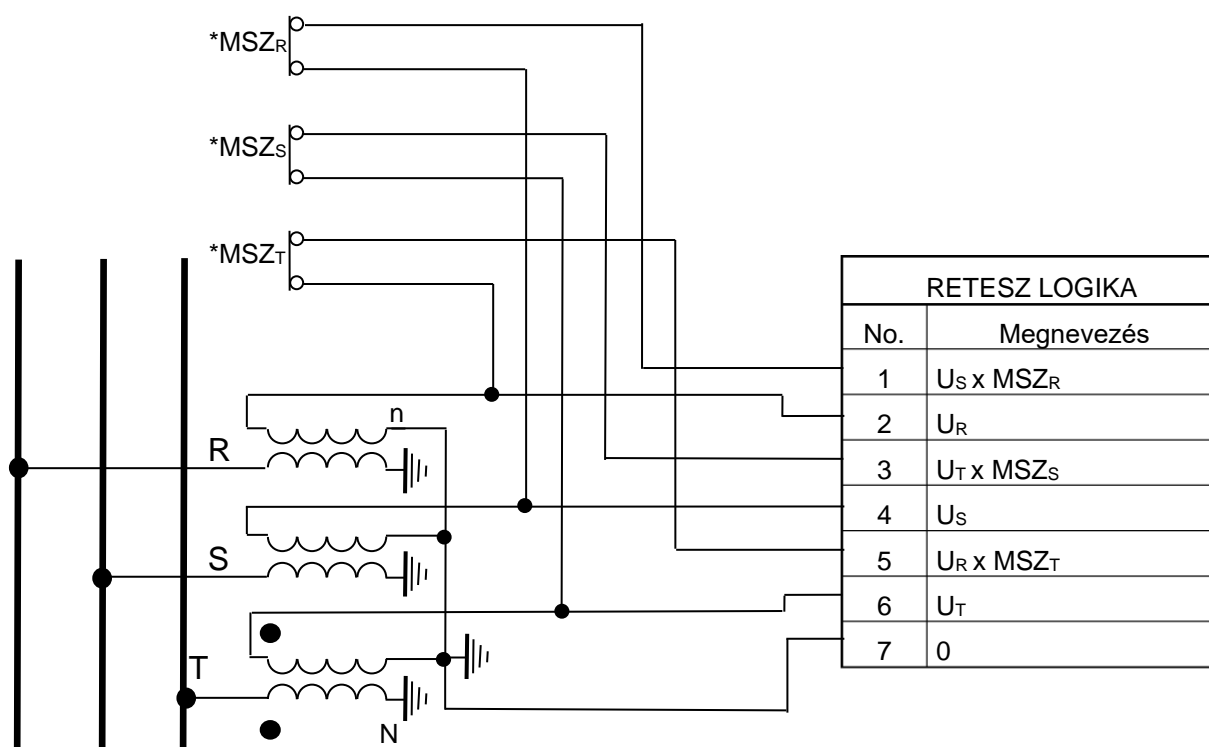 *MSZR
*MSZS
*MSZT
RETESZ LOGIKA
No. Megnevezés
1 US x MSZR
2 UR
3 UT x MSZS
4 US
5 UR x MSZT
6 UT
7 0
n
R
S
T
N